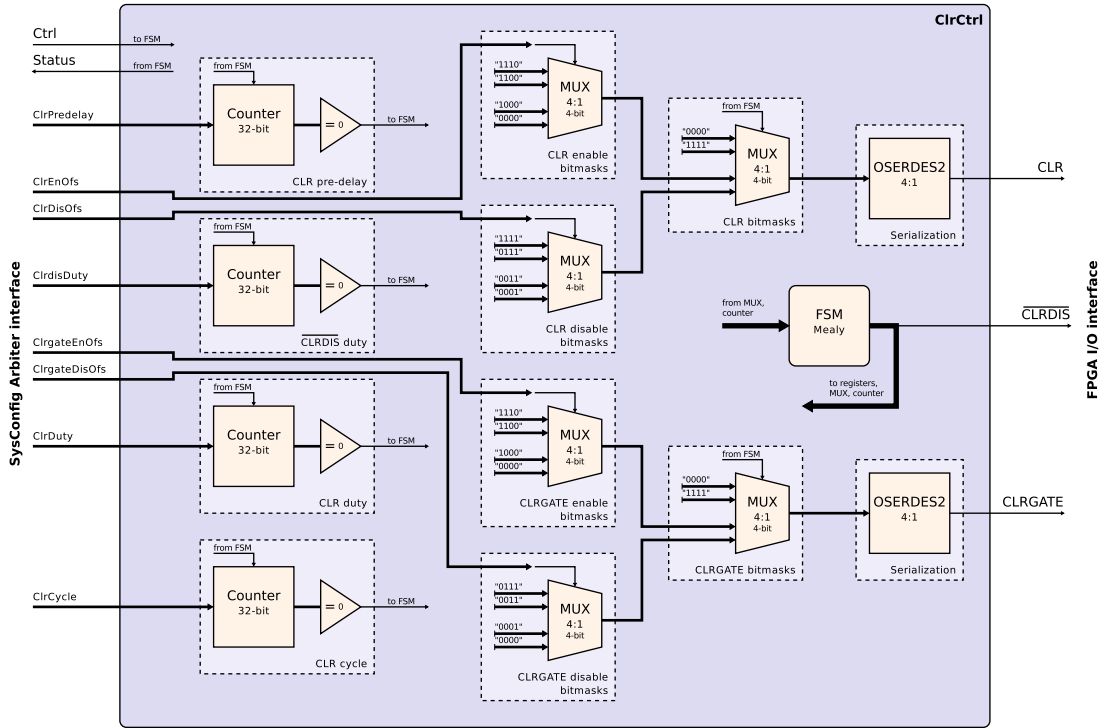 ClrCtrl
Ctrl
to FSM
Status
from FSM
ClrPredelay
ClrEnOfs
ClrDisOfs
ClrdisDuty
ClrgateEnOfs
ClrgateDisOfs
ClrDuty
ClrCycle
SysConfig Arbiter interface
from FSM
Counter
32-bit
= 0
to FSM
CLR pre-delay
from FSM
Counter
32-bit
= 0
to FSM
CLRDIS duty
from FSM
Counter
32-bit
= 0
to FSM
CLR duty
from FSM
Counter
32-bit
= 0
to FSM
CLR cycle
"1110"
"1100"
"1000"
"0000"
MUX
4:1
4-bit
CLR enable
bitmasks
"1111"
"0111"
"0011"
"0001"
MUX
4:1
4-bit
CLR disable
bitmasks
"1110"
"1100"
"1000"
"0000"
MUX
4:1
4-bit
CLRGATE enable
bitmasks
"0111"
"0011"
"0001"
"0000"
MUX
4:1
4-bit
CLRGATE disable
bitmasks
from FSM
"0000"
"1111"
MUX
4:1
4-bit
CLR bitmasks
OSERDES2
4:1
Serialization
CLR
from MUX,
counter
FSM
Mealy
to registers,
MUX, counter
CLRDIS
from FSM
"0000"
"1111"
MUX
4:1
4-bit
CLRGATE bitmasks
OSERDES2
4:1
Serialization
CLRGATE
FPGA I/O interface